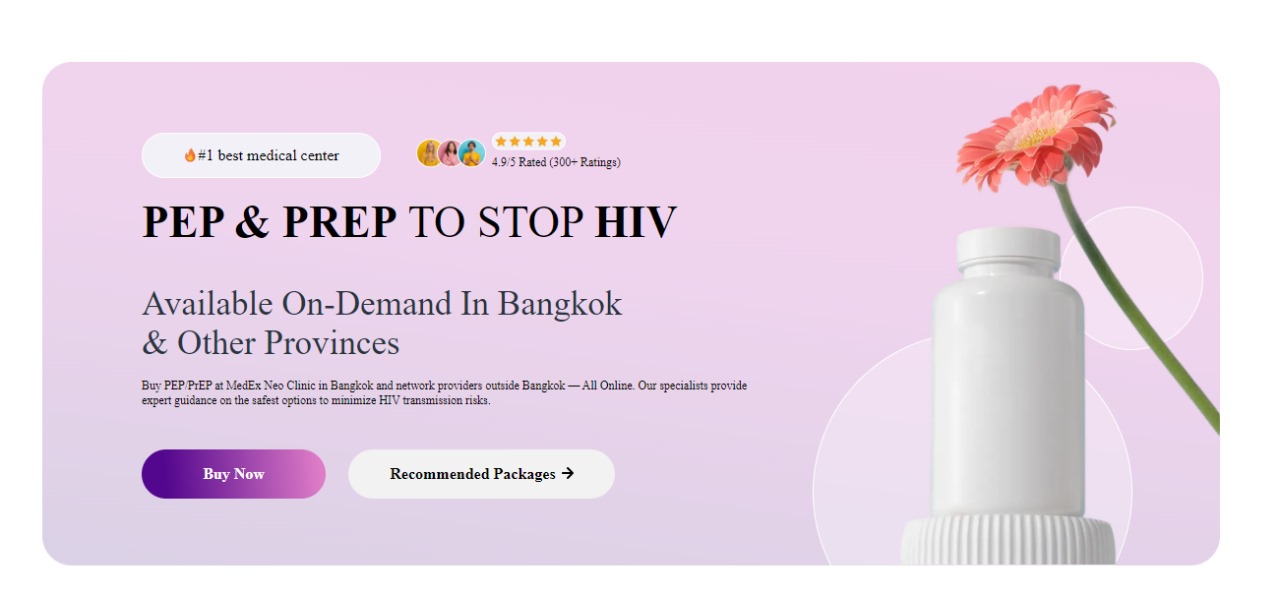 🔥#1 best medical center
4.9/5 Rated (300+ Ratings)
PEP & PREP TO STOP HIV
Available On-Demand In Bangkok
& Other Provinces
Buy PEP/PrEP at MedEx Neo Clinic in Bangkok and network providers outside Bangkok — All Online. Our specialists provide
expert guidance on the safest options to minimize HIV transmission risks.
Buy Now
Recommended Packages →